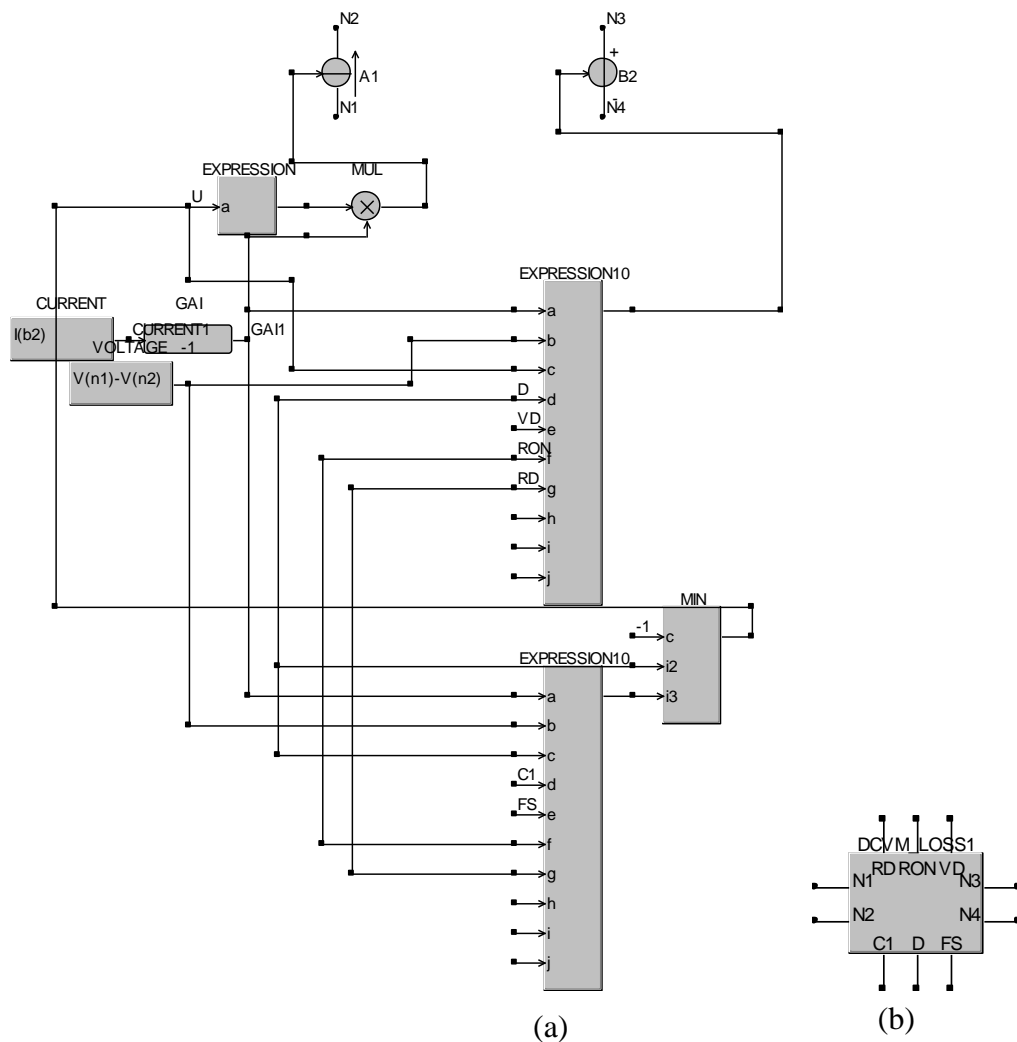 N2
N3
+
A1
B2
N1
-
N4
EXPRESSION
MUL
U
a
EXPRESSION10
CURRENT
GAI
a
I(b2)
CURRENT1
GAI1
VOLTAGE
-1
b
V(n1)-V(n2)
c
D
d
VD
e
RON
f
RD
g
h
i
j
MIN
-1
c
EXPRESSION10
i2
a
i3
b
c
C1
d
FS
e
f
g
h
i
j
DCVM_LOSS1
RD RON VD
N1
N3
N2
N4
C1 D FS
(a)
(b)